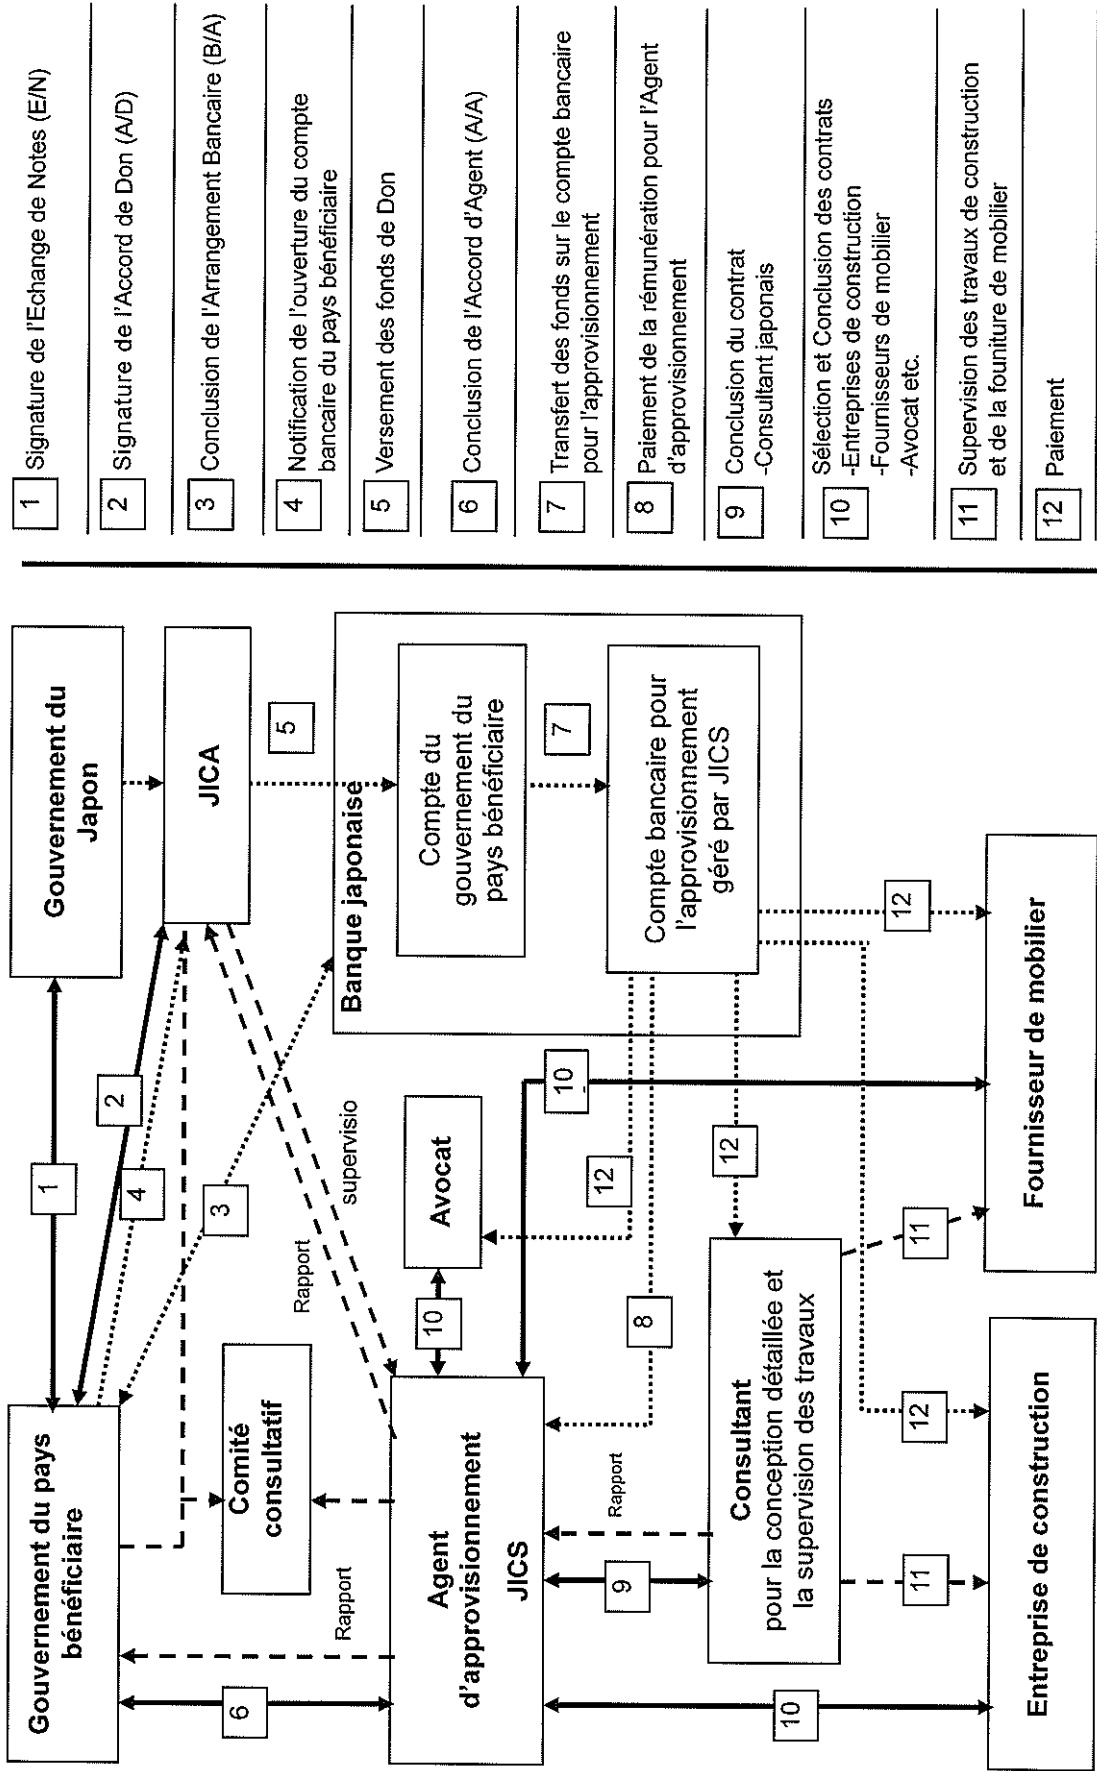 Gouvernement du pays
bénéficiaire
1
Gouvernement du
Japon
2
4
3
6
Rapport
Comité
consultatif
Rapport
supervisio
JICA
5
Banque japonaise
Compte du
gouvernement du
pays bénéficiaire
7
Compte bancaire pour
l'approvisionnement
géré par JICS
Agent
d'approvisionnement
JICS
10
Avocat
12
8
10
9
Rapport
12
12
10
Consultant
pour la conception détaillée et
la supervision des travaux
11
12
11
Entreprise de construction
Fournisseur de mobilier
1 Signature de l'Echange de Notes (E/N)
2 Signature de l'Accord de Don (A/D)
3 Conclusion de l'Arrangement Bancaire (B/A)
4 Notification de l'ouverture du compte
bancaire du pays bénéficiaire
5 Versement des fonds de Don
6 Conclusion de l'Accord d'Agent (A/A)
7 Transfert des fonds sur le compte bancaire
pour l'approvisionnement
8 Paiement de la rémunération pour l'Agent
d'approvisionnement
9 Conclusion du contrat
-Consultant japonais
10 Sélection et Conclusion des contrats
-Entreprises de construction
-Fournisseurs de mobilier
-Avocat etc.
11 Supervision des travaux de construction
et de la founiture de mobilier
12 Paiement